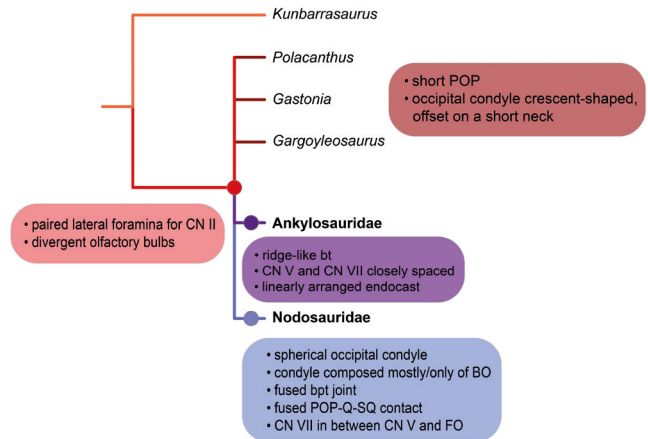 Kunbarrasaurus
Polacanthus
Gastonia
Gargoyleosaurus
• short POP
• occipital condyle crescent-shaped,
offset on a short neck
• paired lateral foramina for CN II
• divergent olfactory bulbs
Ankylosauridae
• ridge-like bt
• CN V and CN VII closely spaced
• linearly arranged endocast
Nodosauridae
• spherical occipital condyle
• condyle composed mostly/only of BO
• fused bpt joint
• fused POP-Q-SQ contact
• CN VII in between CN V and FO